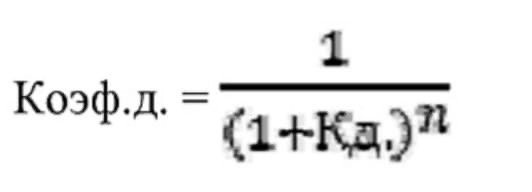 Коэф.д. = 1 / (1+Кд.)^n